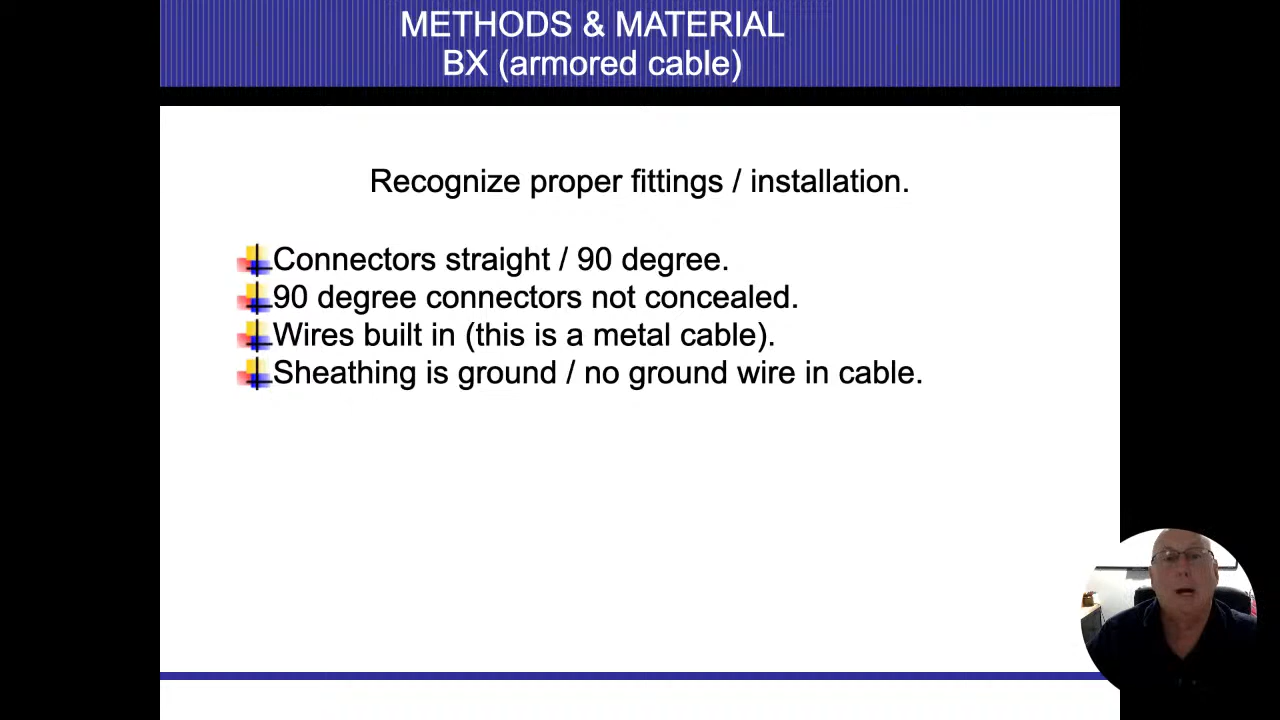 METHODS & MATERIAL
BX (armored cable)
Recognize proper fittings / installation.
Connectors straight / 90 degree.
90 degree connectors not concealed.
Wires built in (this is a metal cable).
Sheathing is ground / no ground wire in cable.